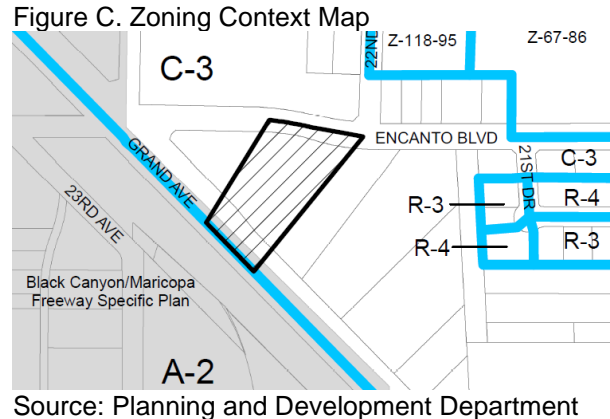 Figure C. Zoning Context Map
C-3
22ND
Z-118-95
Z-67-86
GRAND AVE
ENCANTO BLVD
21ST DR
C-3
23RD AVE
R-3
R-4
R-4
R-3
Black Canyon/Maricopa
Freeway Specific Plan
A-2
Source: Planning and Development Department